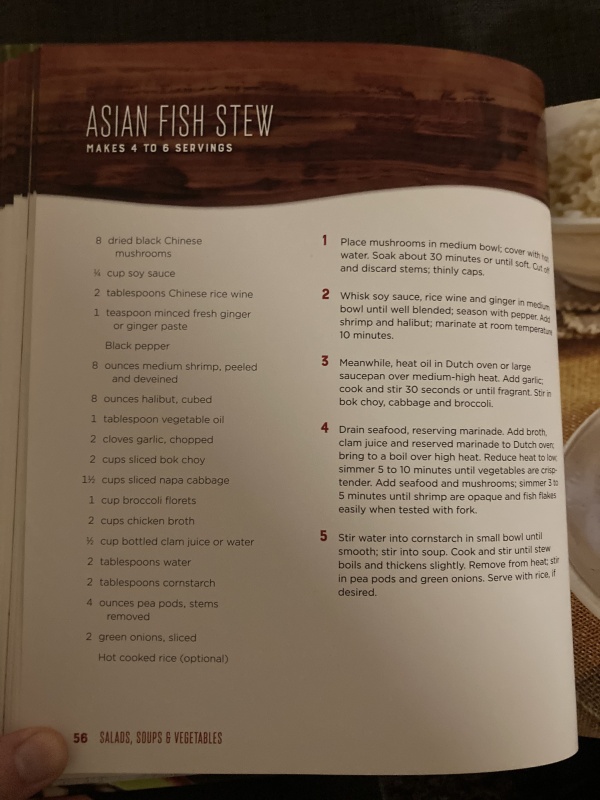 ASIAN FISH STEW
MAKES 4 TO 6 SERVINGS
8 dried black Chinese
mushrooms
¼ cup soy sauce
2 tablespoons Chinese rice wine
1 teaspoon minced fresh ginger
or ginger paste
Black pepper
8 ounces medium shrimp, peeled
and deveined
8 ounces halibut, cubed
1 tablespoon vegetable oil
2 cloves garlic, chopped
2 cups sliced bok choy
1½ cups sliced napa cabbage
1 cup broccoli florets
2 cups chicken broth
½ cup bottled clam juice or water
2 tablespoons water
2 tablespoons cornstarch
4 ounces pea pods, stems
removed
2 green onions, sliced
Hot cooked rice (optional)
1 Place mushrooms in medium bowl; cover with hot
water. Soak about 30 minutes or until soft. Cut off
and discard stems; thinly caps.
2 Whisk soy sauce, rice wine and ginger in medium
bowl until well blended; season with pepper. Add
shrimp and halibut; marinate at room temperature
10 minutes.
3 Meanwhile, heat oil in Dutch oven or large
saucepan over medium-high heat. Add garlic;
cook and stir 30 seconds or until fragrant. Stir in
bok choy, cabbage and broccoli.
4 Drain seafood, reserving marinade. Add broth,
clam juice and reserved marinade to Dutch oven;
bring to a boil over high heat. Reduce heat to low;
simmer 5 to 10 minutes until vegetables are crisp-
tender. Add seafood and mushrooms; simmer 3 to
5 minutes until shrimp are opaque and fish flakes
easily when tested with fork.
5 Stir water into cornstarch in small bowl until
smooth; stir into soup. Cook and stir until stew
boils and thickens slightly. Remove from heat; stir
in pea pods and green onions. Serve with rice, if
desired.
56 SALADS, SOUPS & VEGETABLES